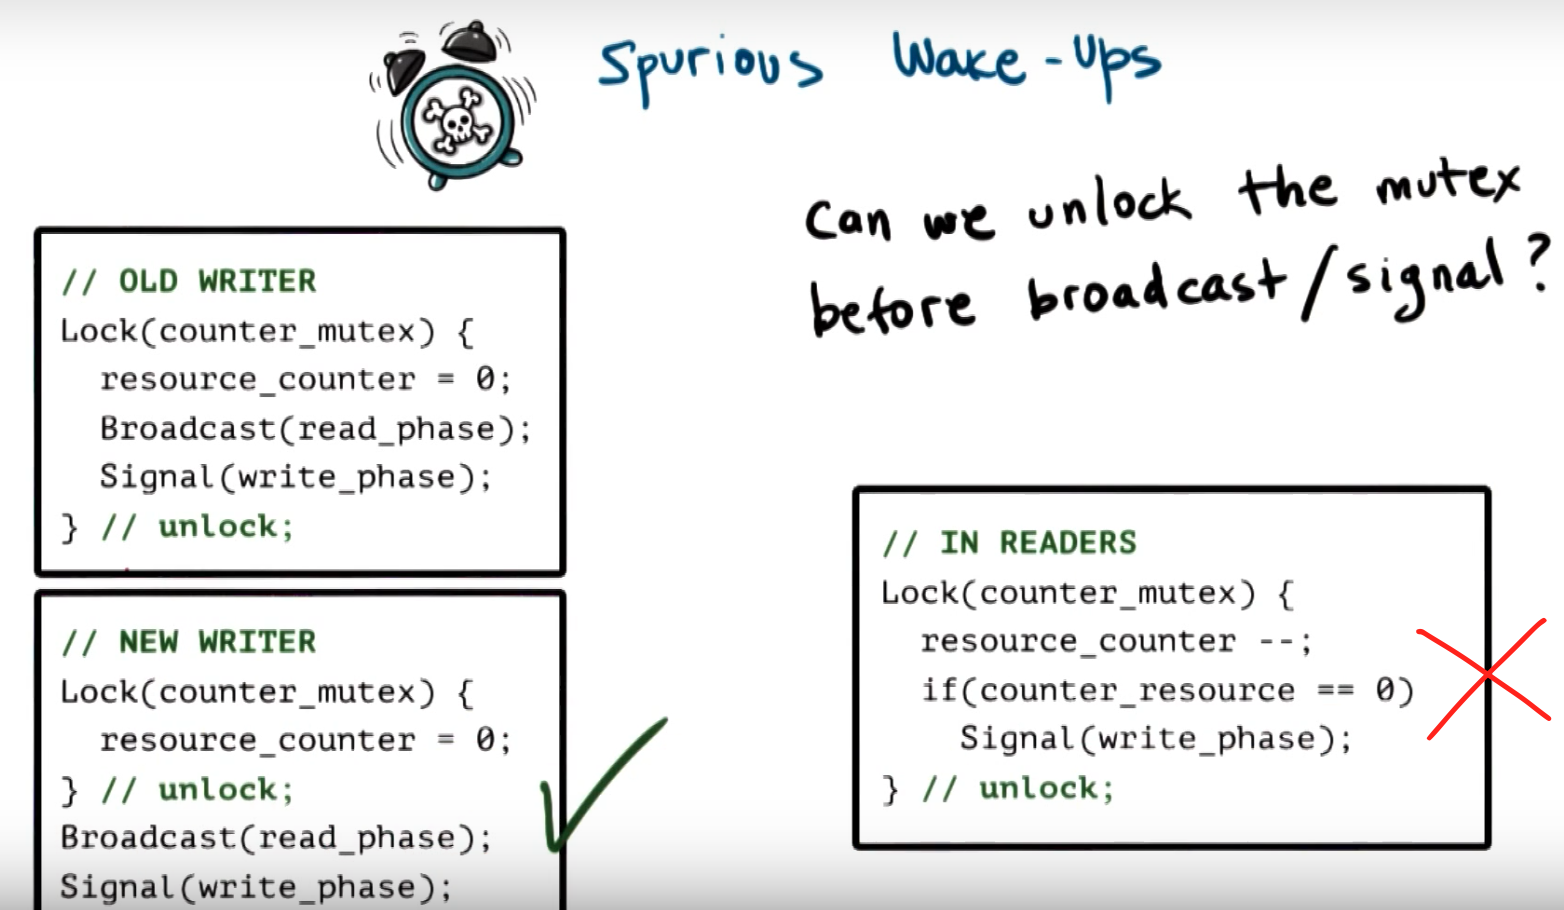 Spurious Wake-Ups
Can we unlock the mutex
before broadcast/signal?
// OLD WRITER
Lock(counter_mutex) {
  resource_counter = 0;
  Broadcast(read_phase);
  Signal(write_phase);
} // unlock;
// NEW WRITER
Lock(counter_mutex) {
  resource_counter = 0;
} // unlock;
Broadcast(read_phase);
Signal(write_phase);
// IN READERS
Lock(counter_mutex) {
  resource_counter --;
  if(counter_resource == 0)
    Signal(write_phase);
} // unlock;